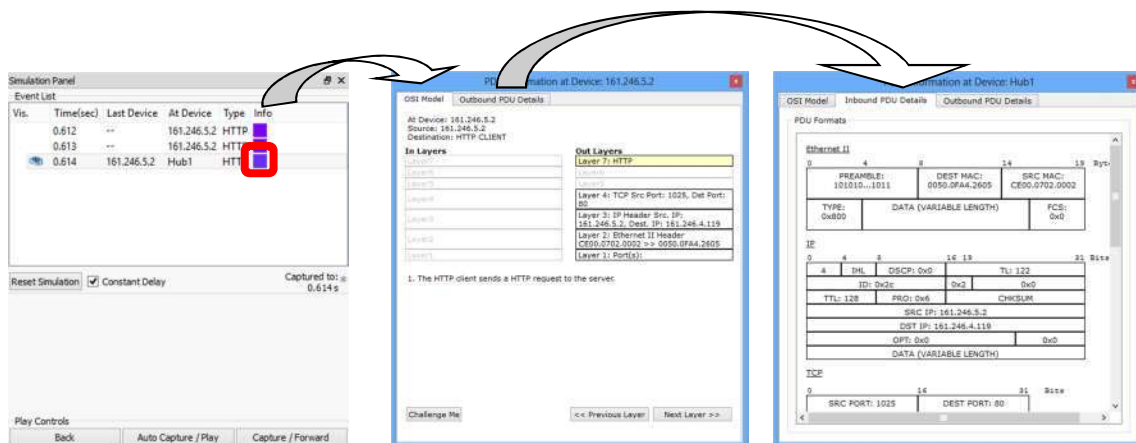 Simulation Panel
Event List
Vis. Time(sec) Last Device At Device Type Info
0.612 -- 161.246.5.2 HTTP
0.613 -- 161.246.5.2 HTTP
0.614 161.246.5.2 Hub1 HTT
Reset Simulation Constant Delay
Captured to:
0.614 s
Play Controls
Back Auto Capture / Play Capture / Forward
mation at Device: 161.246.5.2
OSI Model Outbound PDU Details
At Device: 161.246.5.2
Source: 161.246.5.2
Destination: HTTP CLIENT
In Layers
Layer7
Layer6
Layer5
Layer4
Layer3
Layer2
Layer1
Out Layers
Layer 7: HTTP
Layer6
Layer5
Layer 4: TCP Src Port: 1025, Dst Port:
80
Layer 3: IP Header Src. IP:
161.246.5.2, Dest. IP: 161.246.4.119
Layer 2: Ethernet II Header
CE00.0702.0002 >> 0050.0FA4.2605
Layer 1: Port(s):
1. The HTTP client sends a HTTP request to the server.
Challenge Me << Previous Layer Next Layer >>
rmation at Device: Hub1
OSI Model Inbound PDU Details Outbound PDU Details
PDU Formats
Ethernet II
0 4 8 14 19 Byt
PREAMBLE:
101010...1011
DEST MAC:
0050.0FA4.2605
SRC MAC:
CE00.0702.0002
TYPE:
0x800
DATA (VARIABLE LENGTH)
FCS:
0x0
IP
0 4 8 16 19 31 Bits
4 IHL DSCP: 0x0 TL: 122
ID: 0x2c 0x2 0x0
TTL: 128 PRO: 0x6 CHKSUM
SRC IP: 161.246.5.2
DST IP: 161.246.4.119
OPT: 0x0 0x0
DATA (VARIABLE LENGTH)
TCP
0 16 31 Bits
SRC PORT: 1025 DEST PORT: 80